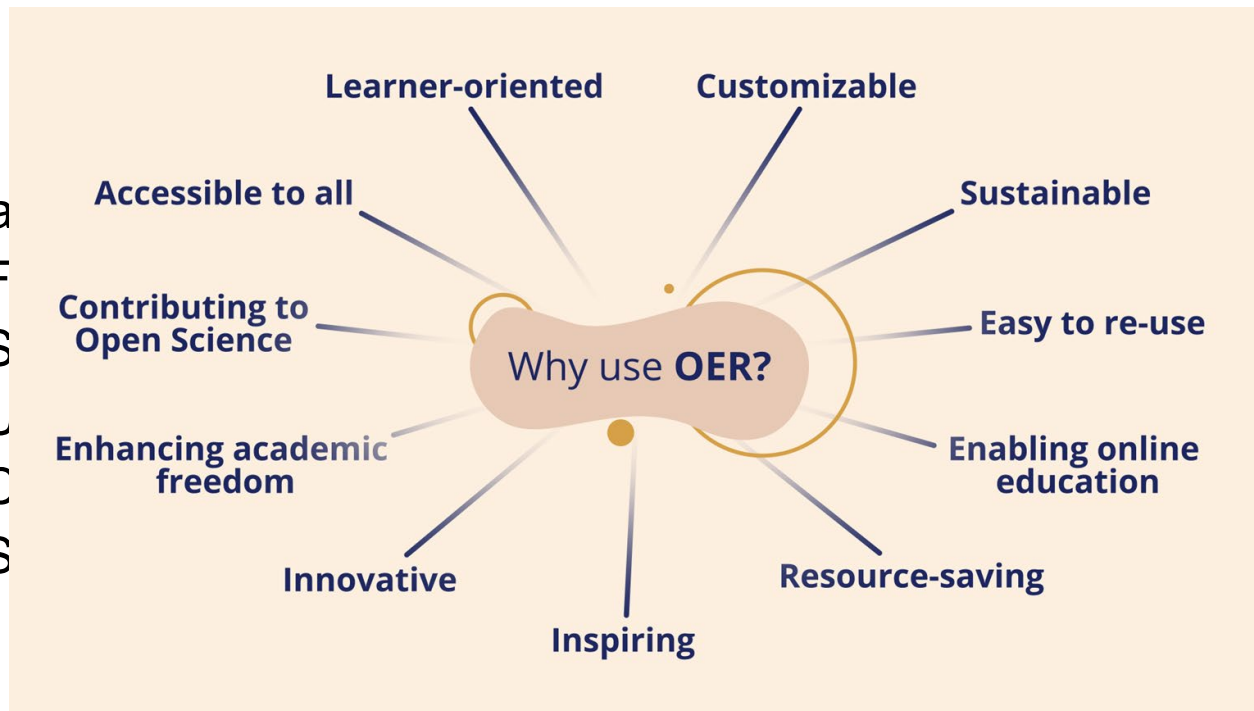 Learner-oriented
Customizable
Accessible to all
Sustainable
Contributing to
Open Science
Easy to re-use
Why use OER?
Enhancing academic
freedom
Enabling online
education
Innovative
Resource-saving
Inspiring